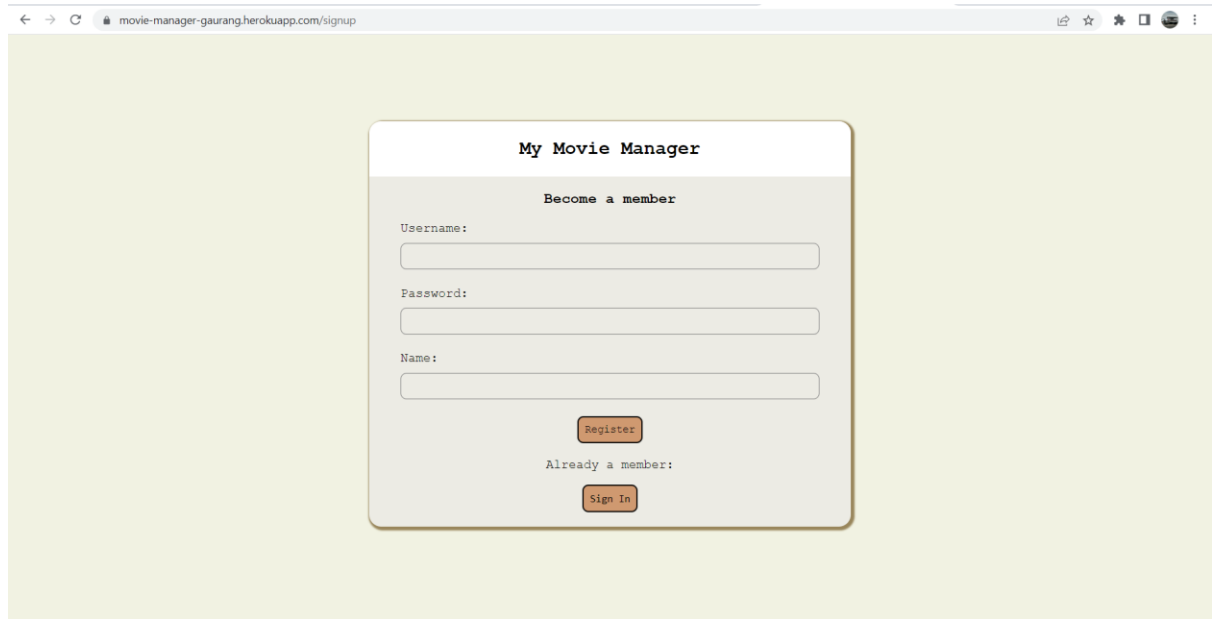 movie-manager-gaurang.herokuapp.com/signup
My Movie Manager
Become a member
Username:
Password:
Name:
Register
Already a member:
Sign In